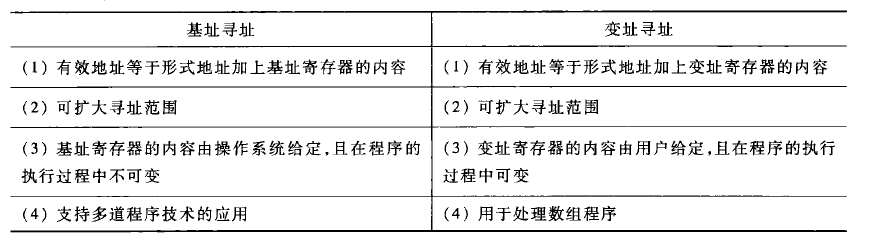 基址寻址
变址寻址
(1) 有效地址等于形式地址加上基址寄存器的内容
(1) 有效地址等于形式地址加上变址寄存器的内容
(2) 可扩大寻址范围
(2) 可扩大寻址范围
(3) 基址寄存器的内容由操作系统给定,且在程序的
执行过程中不可变
(3) 变址寄存器的内容由用户给定,且在程序的执行
过程中可变
(4) 支持多道程序技术的应用
(4) 用于处理数组程序